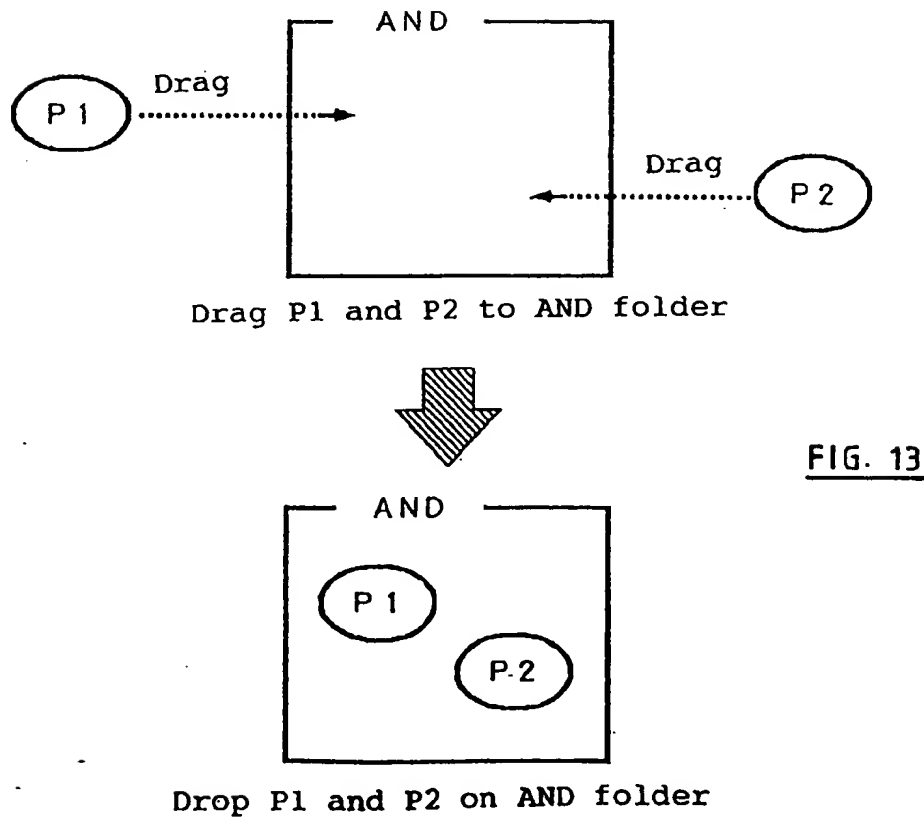 AND
Drag
P1
Drag
P2
Drag P1 and P2 to AND folder
FIG. 13
AND
P1
P-2
Drop P1 and P2 on AND folder